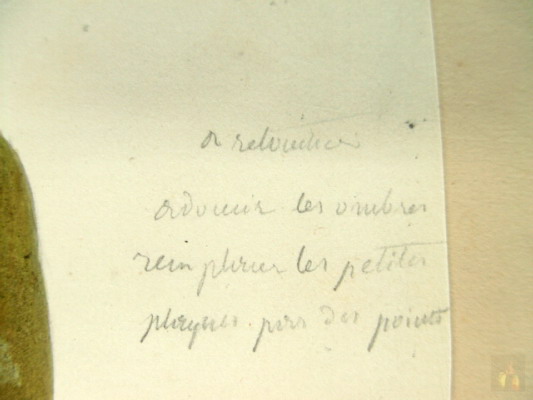 a retoucher
adoucir les ombres
remplacer les petites
plaques par des points